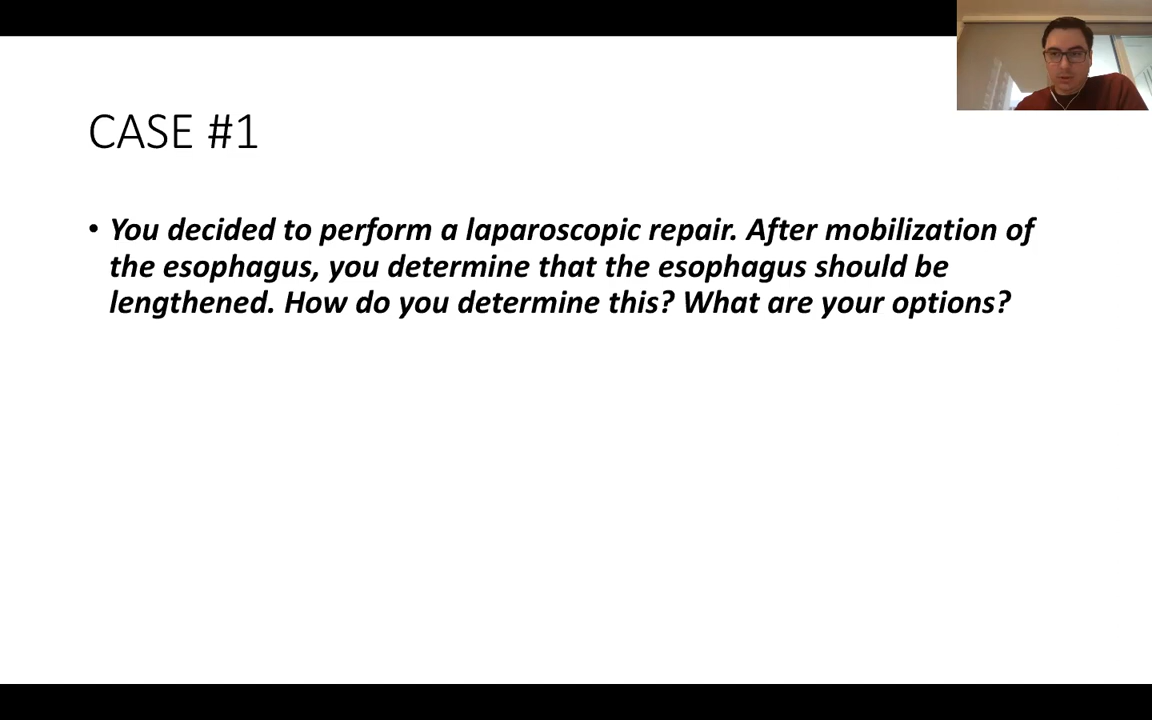 CASE #1
• You decided to perform a laparoscopic repair. After mobilization of
the esophagus, you determine that the esophagus should be
lengthened. How do you determine this? What are your options?